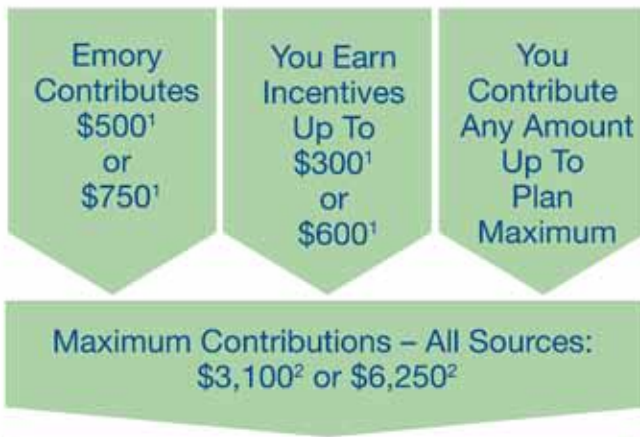 Emory
Contributes
$500¹
or
$750¹
You Earn
Incentives
Up To
$300¹
or
$600¹
You
Contribute
Any Amount
Up To
Plan
Maximum
Maximum Contributions – All Sources:
$3,100² or $6,250²